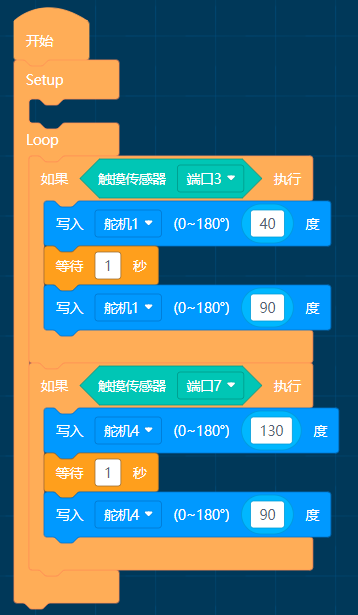 开始
Setup
Loop
如果 触摸传感器 端口3 执行
写入 舵机1 (0~180°) 40 度
等待 1 秒
写入 舵机1 (0~180°) 90 度
如果 触摸传感器 端口7 执行
写入 舵机4 (0~180°) 130 度
等待 1 秒
写入 舵机4 (0~180°) 90 度